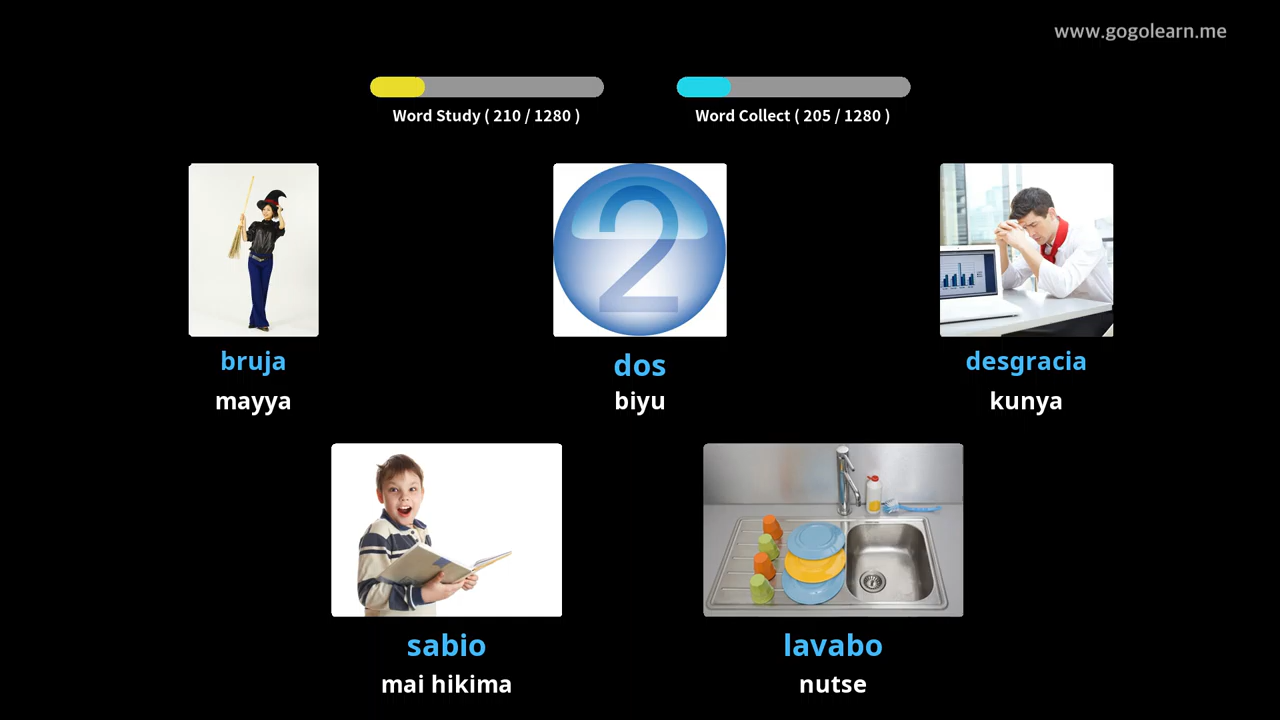 www.gogolearn.me
Word Study ( 210 / 1280 )
Word Collect ( 205 / 1280 )
2
bruja
dos
desgracia
mayya
biyu
kunya
sabio
lavabo
mai hikima
nutse